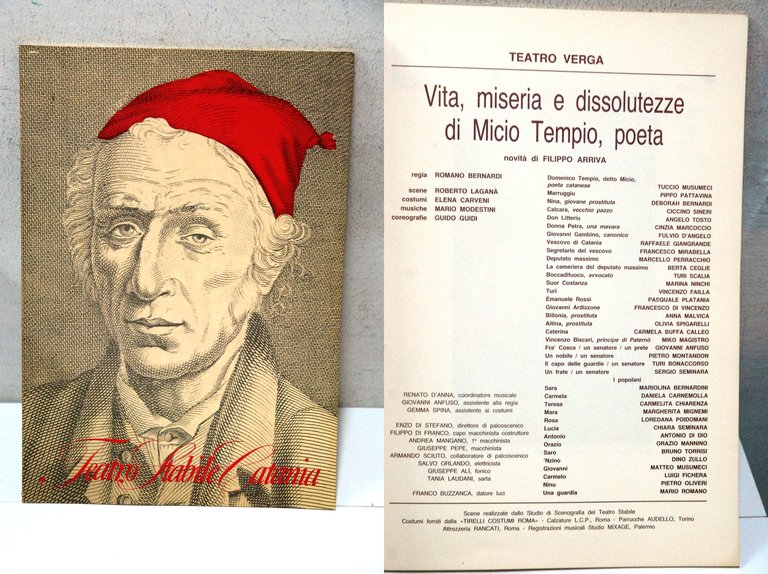 Teatro Stabile Catania
TEATRO VERGA
Vita, miseria e dissolutezze
di Micio Tempio, poeta
novità di FILIPPO ARRIVA
regia ROMANO BERNARDI
scene ROBERTO LAGANÀ
costumi ELENA CARVENI
musiche MARIO MODESTINI
coreografie GUIDO GUIDI
Domenico Tempio, detto Micio,
poeta catanese TUCCIO MUSUMECI
Marruggiu PIPPO PATTAVINA
Nina, giovane prostituta DEBORAH BERNARDI
Calcara, vecchio pazzo CICCINO SINERI
Don Litteriu ANGELO TOSTO
Donna Petra, una mavara CINZIA MARCOCCIO
Giovanni Gambino, canonico FULVIO D'ANGELO
Vescovo di Catania RAFFAELE GIANGRANDE
Segretario del vescovo FRANCESCO MIRABELLA
Deputato massimo MARCELLO PERRACCHIO
La cameriera del deputato massimo BERTA CEGLIE
Boccadifuoco, avvocato TURI SCALIA
Suor Costanza MARINA NINCHI
Turi VINCENZO FAILLA
Emanuele Rossi PASQUALE PLATANIA
Giovanni Ardizzone FRANCESCO DI VINCENZO
Billonia, prostituta ANNA MALVICA
Altina, prostituta OLIVIA SPIGARELLI
Caterina CARMELA BUFFA CALLEO
Vincenzo Biscari, principe di Paternò MIKO MAGISTRO
Fra' Cosca / un senatore / un prete GIOVANNI ANFUSO
Un nobile / un senatore PIETRO MONTANDON
Il capo delle guardie / un senatore TURI BONACCORSO
Un frate / un senatore SERGIO SEMINARA
I popolani
Sara MARIOLINA BERNARDINI
Carmela DANIELA CARNEMOLLA
Teresa CARMELITA CHIARENZA
Mara MARGHERITA MIGNEMI
Rosa LOREDANA POIDOMANI
Lucia CHIARA SEMINARA
Antonio ANTONIO DI DIO
Orazio ORAZIO MANNINO
Saro BRUNO TORRISI
'Nzino DINO ZULLO
Giovanni MATTEO MUSUMECI
Carmelo LUIGI FICHERA
Ninu PIETRO OLIVERI
Una guardia MARIO ROMANO
RENATO D'ANNA, coordinatore musicale
GIOVANNI ANFUSO, assistente alla regia
GEMMA SPINA, assistente ai costumi
ENZO DI STEFANO, direttore di palcoscenico
FILIPPO DI FRANCO, capo macchinista costruttore
ANDREA MANGANO, 1° macchinista
GIUSEPPE PEPE, macchinista
ARMANDO SCIUTO, collaboratore di palcoscenico
SALVO ORLANDO, elettricista
GIUSEPPE ALÌ, fonico
TANIA LAUDANI, sarta
FRANCO BUZZANCA, datore luci
Scene realizzate dallo Studio di Scenografia del Teatro Stabile
Costumi forniti dalla «TIRELLI COSTUMI ROMA» - Calzature L.C.P., Roma - Parrucche AUDELLO, Torino
Attrezzeria RANCATI, Roma - Registrazioni musicali Studio MIXAGE, Palermo